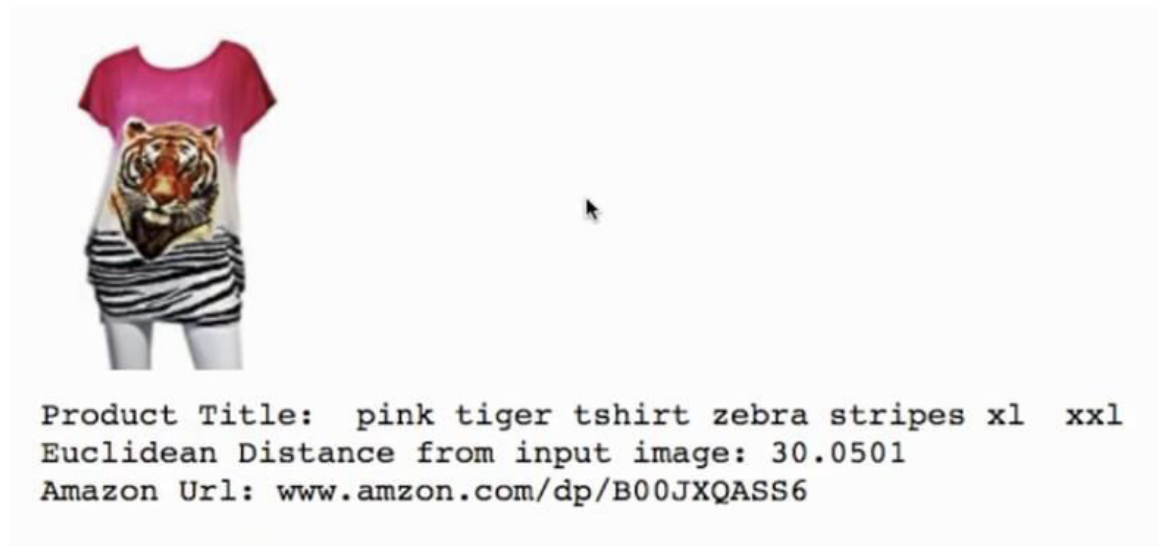 Product Title:  pink tiger tshirt zebra stripes xl  xxl
Euclidean Distance from input image: 30.0501
Amazon Url: www.amzon.com/dp/B00JXQASS6